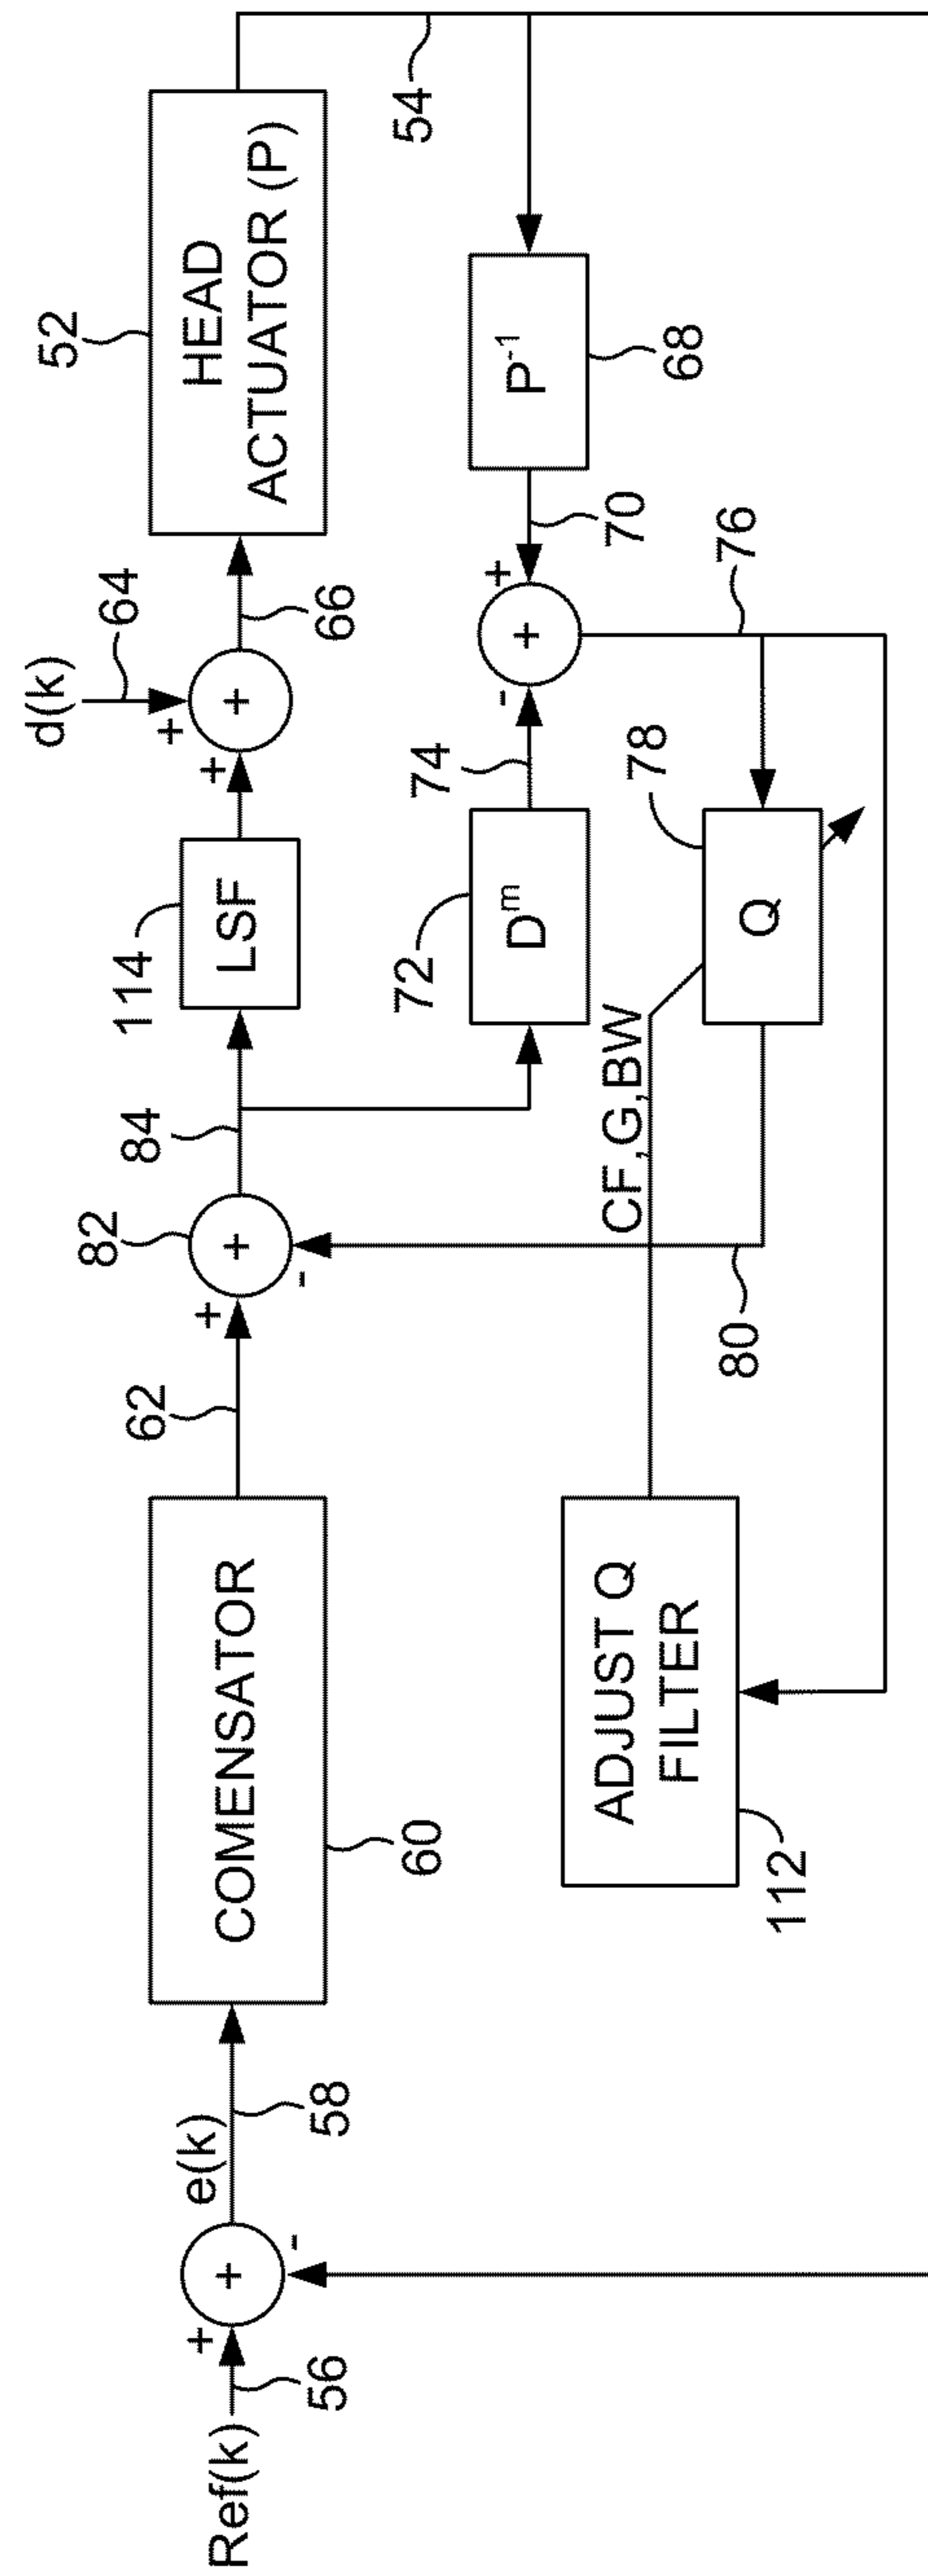 Ref(k)
56
+
-
+
e(k)
58
COMENSATOR
60
62
+
-
+
82
84
LSF
114
d(k)
64
+
+
+
66
HEAD
ACTUATOR (P)
52
54
P-1
68
70
+
-
+
74
Dm
72
76
Q
78
CF,G,BW
80
ADJUST Q
FILTER
112